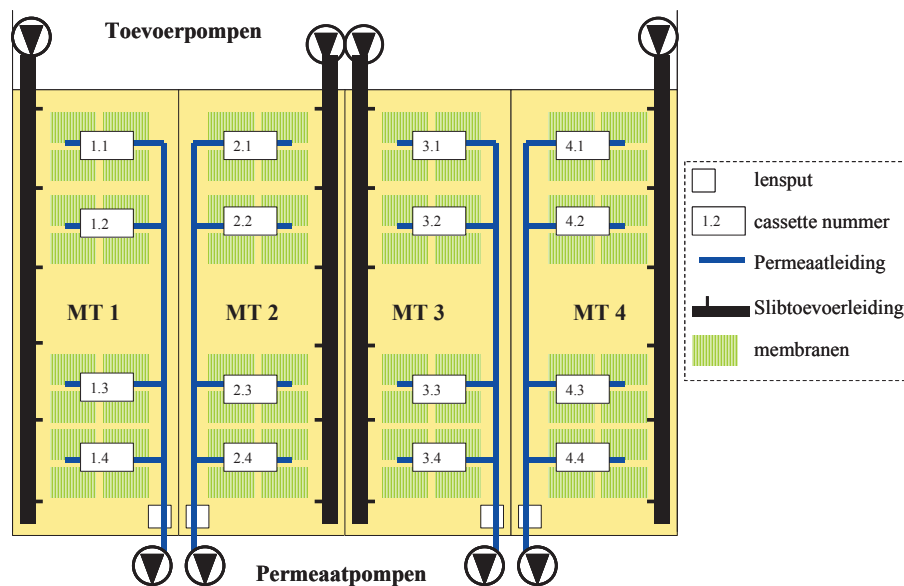 Toevoerpompen
1.1
2.1
3.1
4.1
1.2
2.2
3.2
4.2
MT 1
MT 2
MT 3
MT 4
1.3
2.3
3.3
4.3
1.4
2.4
3.4
4.4
Permeaatpompen
lensput
1.2
cassette nummer
Permeaatleiding
Slibtoevoerleiding
membranen